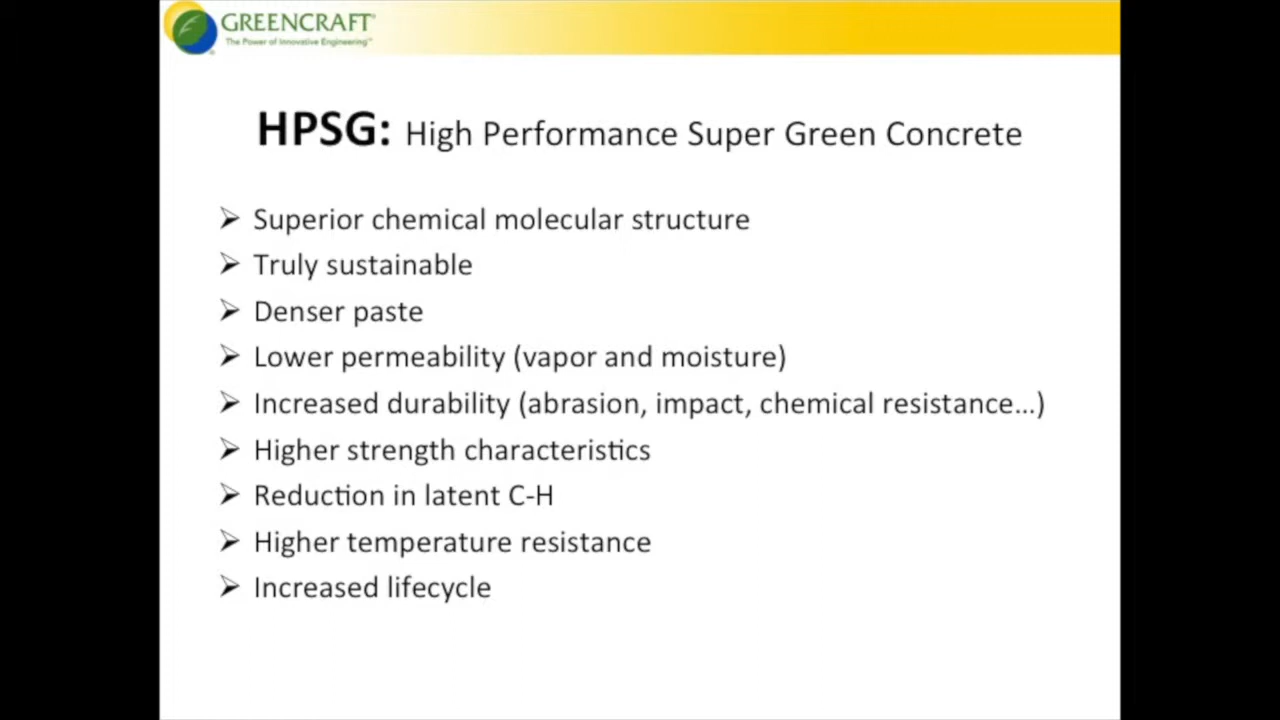 GREENCRAFT®
The Power of Innovative Engineering™
HPSG: High Performance Super Green Concrete
➢ Superior chemical molecular structure
➢ Truly sustainable
➢ Denser paste
➢ Lower permeability (vapor and moisture)
➢ Increased durability (abrasion, impact, chemical resistance...)
➢ Higher strength characteristics
➢ Reduction in latent C-H
➢ Higher temperature resistance
➢ Increased lifecycle